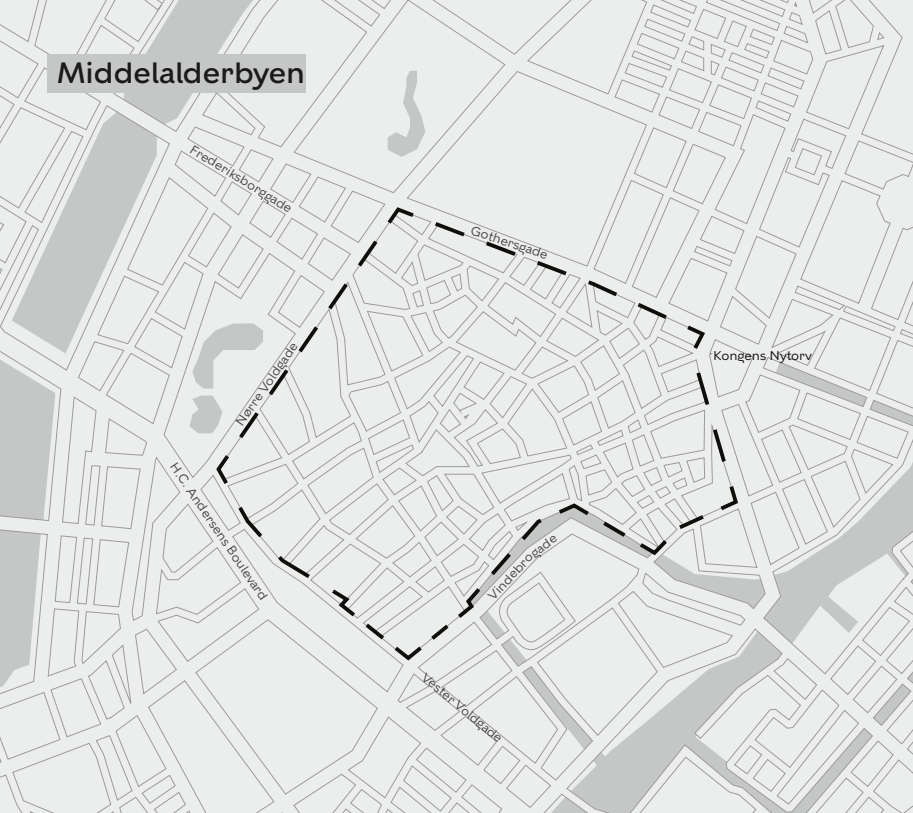 Middelalderbyen
Frederiksborggade
Gothersgade
Kongens Nytorv
Nørre Voldgade
H.C. Andersens Boulevard
Vindebrogade
Vester Voldgade